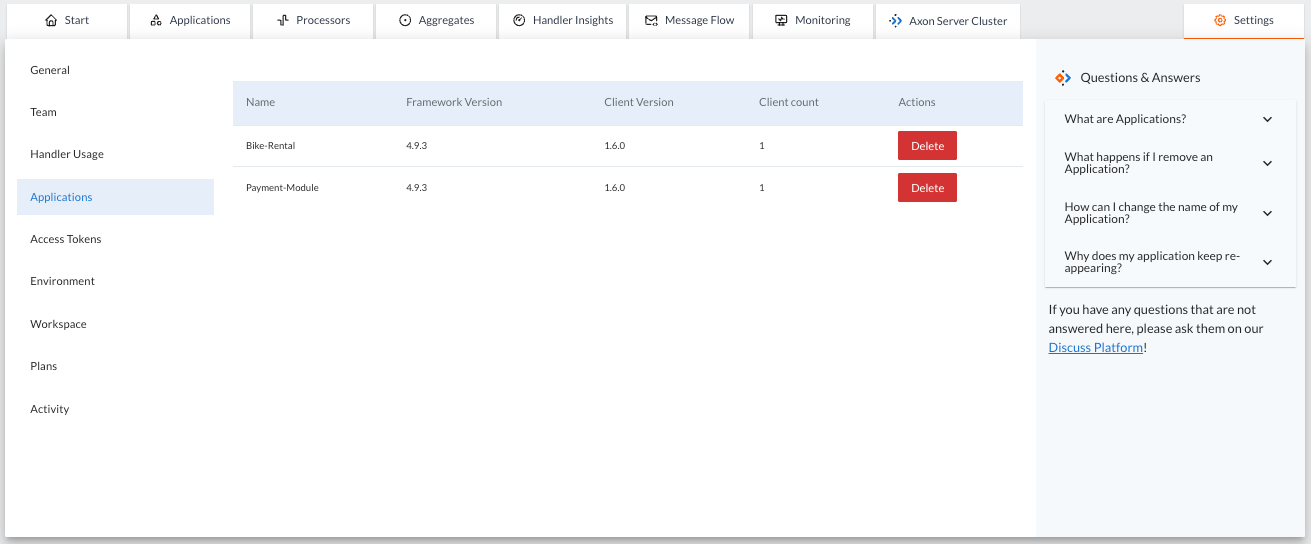 Start
Applications
Processors
Aggregates
Handler Insights
Message Flow
Monitoring
Axon Server Cluster
Settings
General
Team
Handler Usage
Applications
Access Tokens
Environment
Workspace
Plans
Activity
Name Framework Version Client Version Client count Actions
Bike-Rental 4.9.3 1.6.0 1 Delete
Payment-Module 4.9.3 1.6.0 1 Delete
Questions & Answers
What are Applications?
What happens if I remove an
Application?
How can I change the name of my
Application?
Why does my application keep re-
appearing?
If you have any questions that are not
answered here, please ask them on our
Discuss Platform!